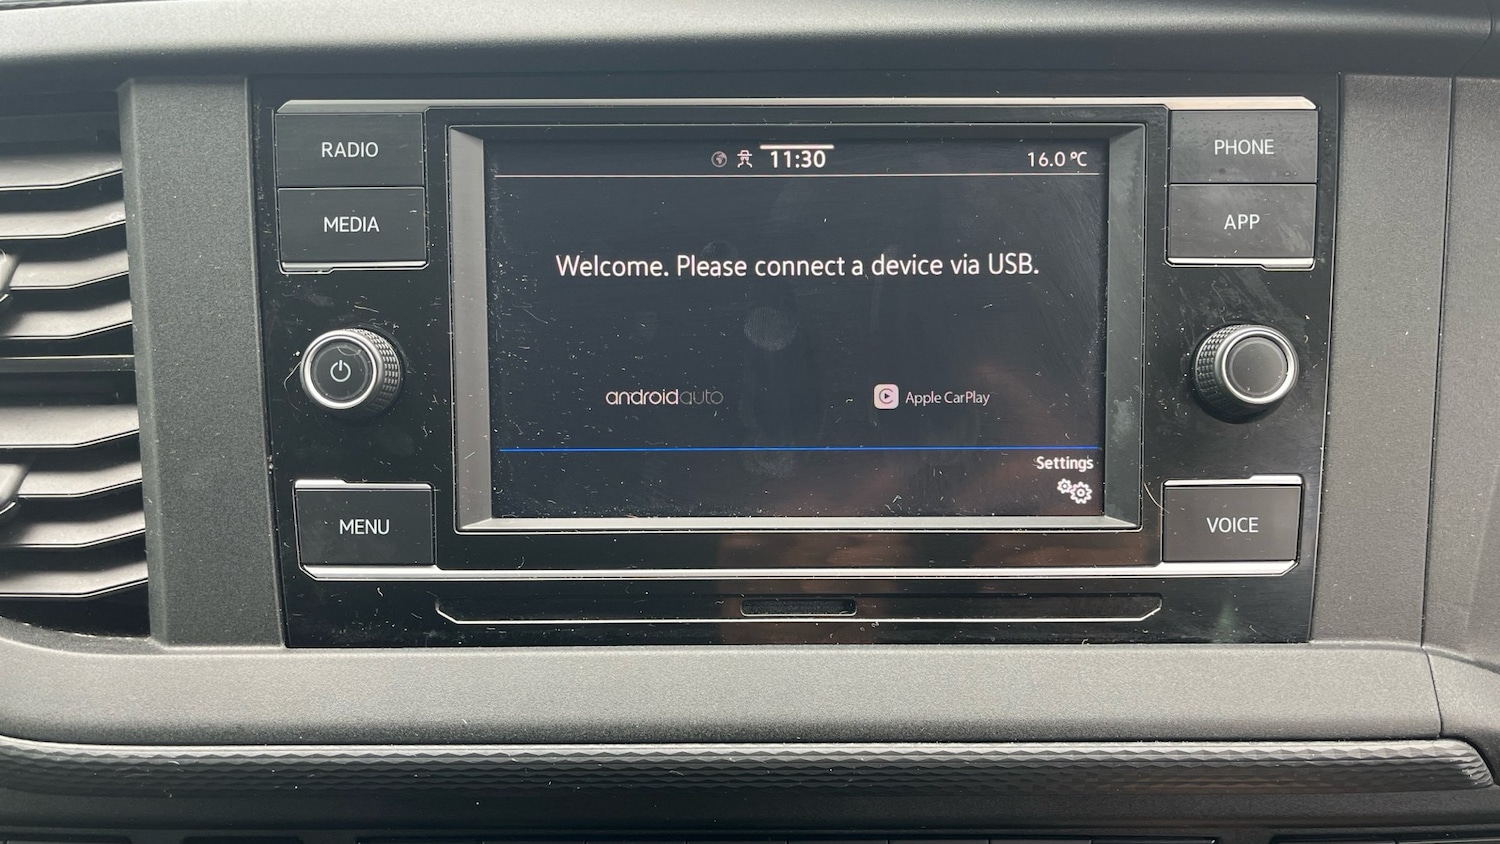 RADIO
MEDIA
11:30
16.0 ºC
PHONE
APP
Welcome. Please connect a device via USB.
androidauto
Apple CarPlay
Settings
MENU
VOICE